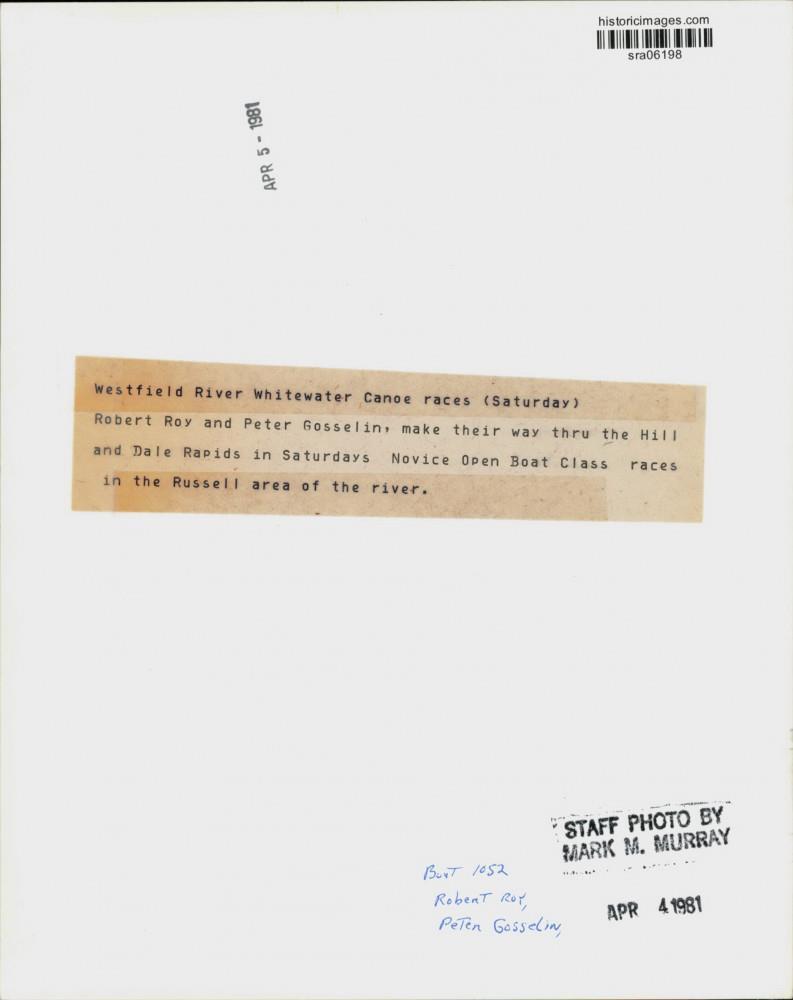 historicimages.com
sra06198
APR 5 - 1981
Westfield River Whitewater Canoe races (Saturday)
Robert Roy and Peter Gosselin, make their way thru the Hill
and Dale Rapids in Saturdays Novice Open Boat Class races
in the Russell area of the river.
STAFF PHOTO BY
MARK M. MURRAY
1052
Robert Roy,
Peter Gosselin,
APR 4 1981